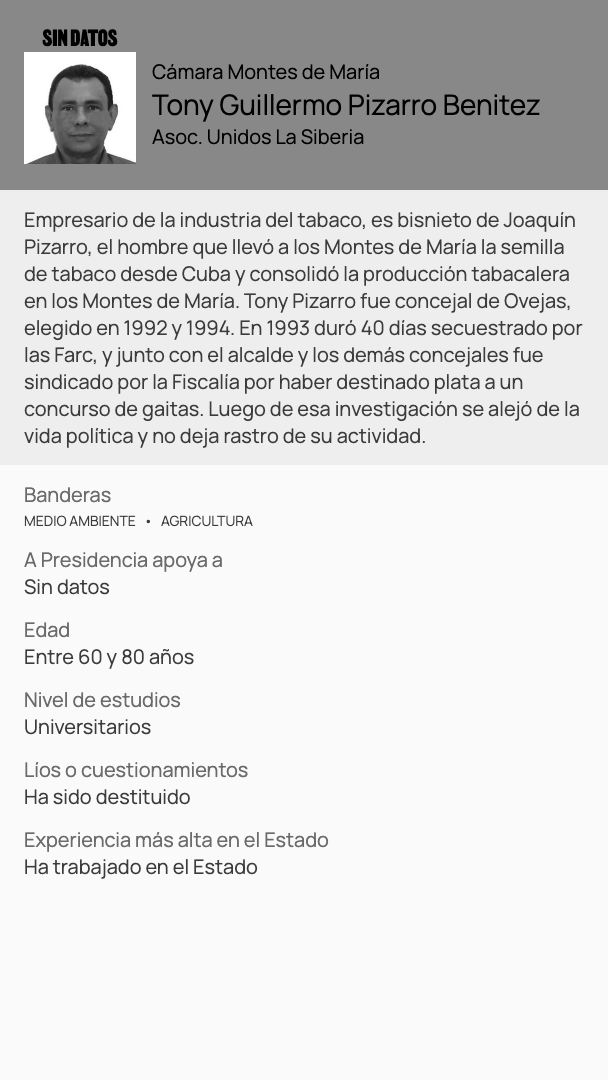 SIN DATOS
Cámara Montes de María
Tony Guillermo Pizarro Benitez
Asoc. Unidos La Siberia
Empresario de la industria del tabaco, es bisnieto de Joaquín
Pizarro, el hombre que llevó a los Montes de María la semilla
de tabaco desde Cuba y consolidó la producción tabacalera
en los Montes de María. Tony Pizarro fue concejal de Ovejas,
elegido en 1992 y 1994. En 1993 duró 40 días secuestrado por
las Farc, y junto con el alcalde y los demás concejales fue
sindicado por la Fiscalía por haber destinado plata a un
concurso de gaitas. Luego de esa investigación se alejó de la
vida política y no deja rastro de su actividad.
Banderas
MEDIO AMBIENTE • AGRICULTURA
A Presidencia apoya a
Sin datos
Edad
Entre 60 y 80 años
Nivel de estudios
Universitarios
Líos o cuestionamientos
Ha sido destituido
Experiencia más alta en el Estado
Ha trabajado en el Estado